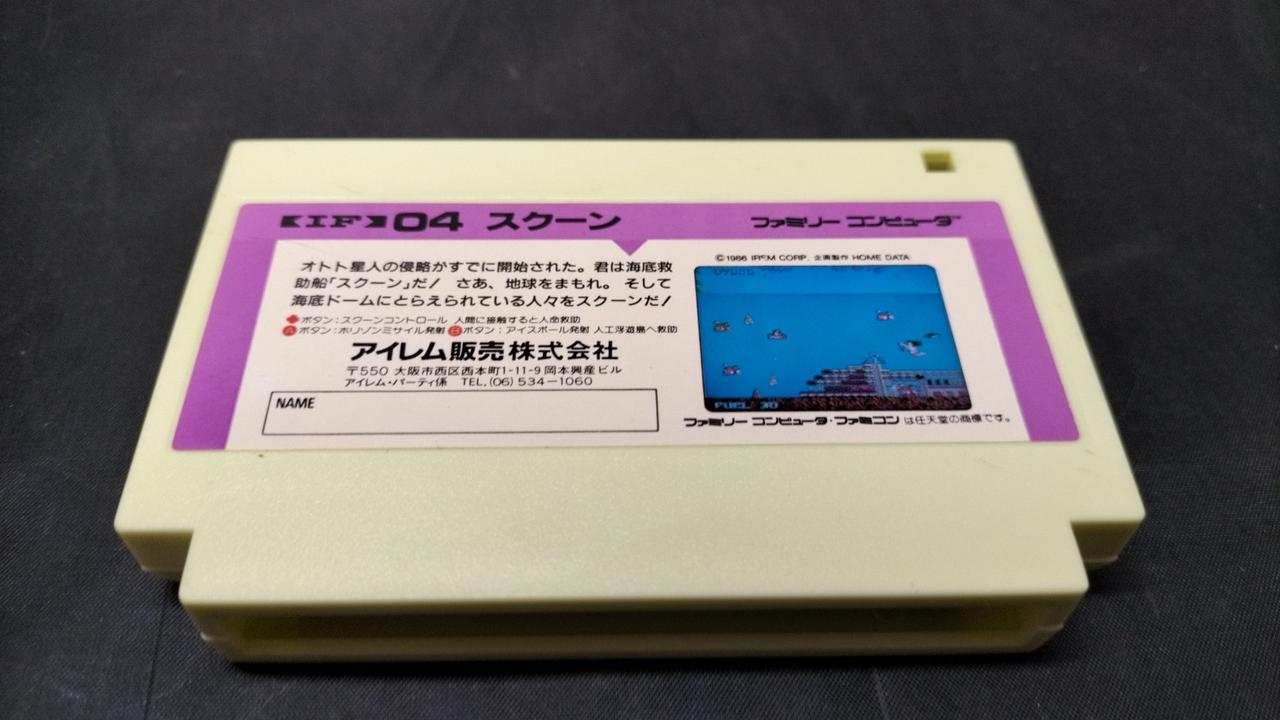 IF 04 スクーン
ファミリー コンピュータ™
オトト星人の侵略がすでに開始された。君は海底救
助船「スクーン」だ! さあ、地球をまもれ。そして
海底ドームにとらえられている人々をスクーンだ!
ボタン:スクーンコントロール 人間に接触すると人命救助
Aボタン:ホリゾンミサイル発射 Bボタン:アイスボール発射 人工浮遊島へ救助
アイレム販売株式会社
〒550 大阪市西区西本町1-11-9 岡本興産ビル
アイレム・パーティ係 TEL.(06)534-1060
NAME
©1986 IREM CORP. 企画製作 HOME DATA
FUEL 30
ファミリー コンピュータ・ファミコン は任天堂の商標です。